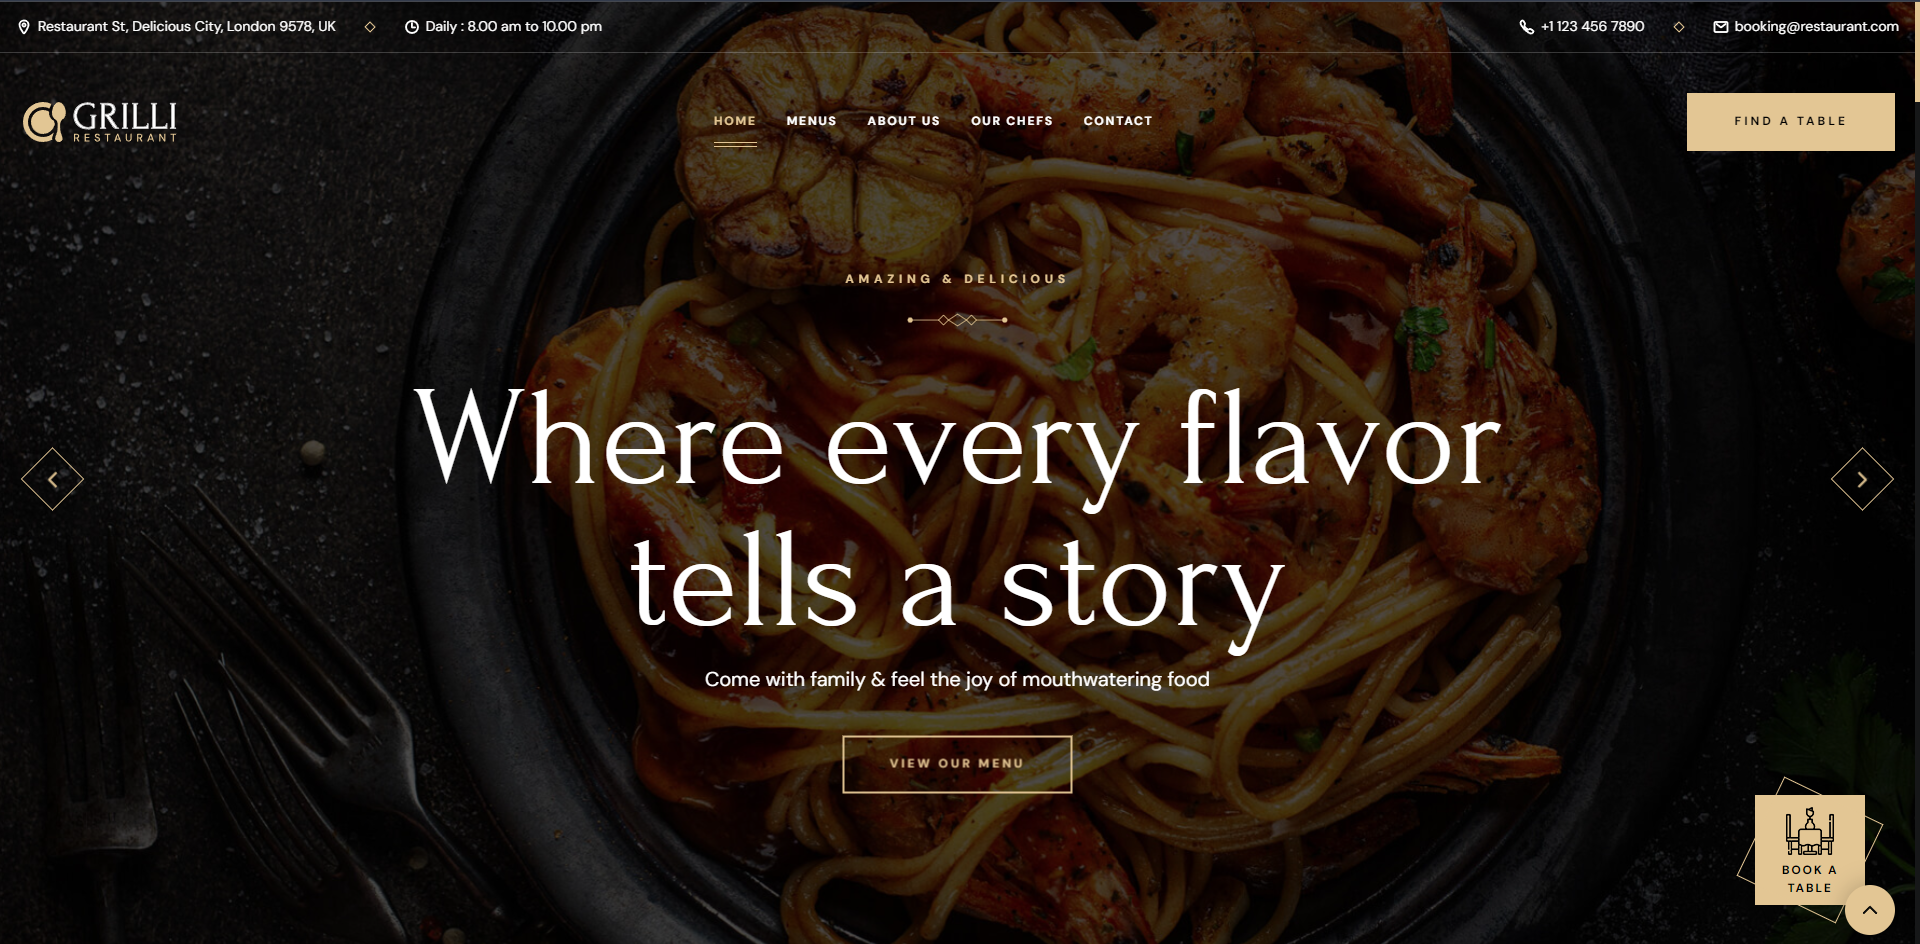 Restaurant St, Delicious City, London 9578, UK
Daily : 8.00 am to 10.00 pm
+1 123 456 7890
booking@restaurant.com
GRILLI
RESTAURANT
HOME
MENUS
ABOUT US
OUR CHEFS
CONTACT
FIND A TABLE
AMAZING & DELICIOUS
Where every flavor
tells a story
Come with family & feel the joy of mouthwatering food
VIEW OUR MENU
BOOK A
TABLE